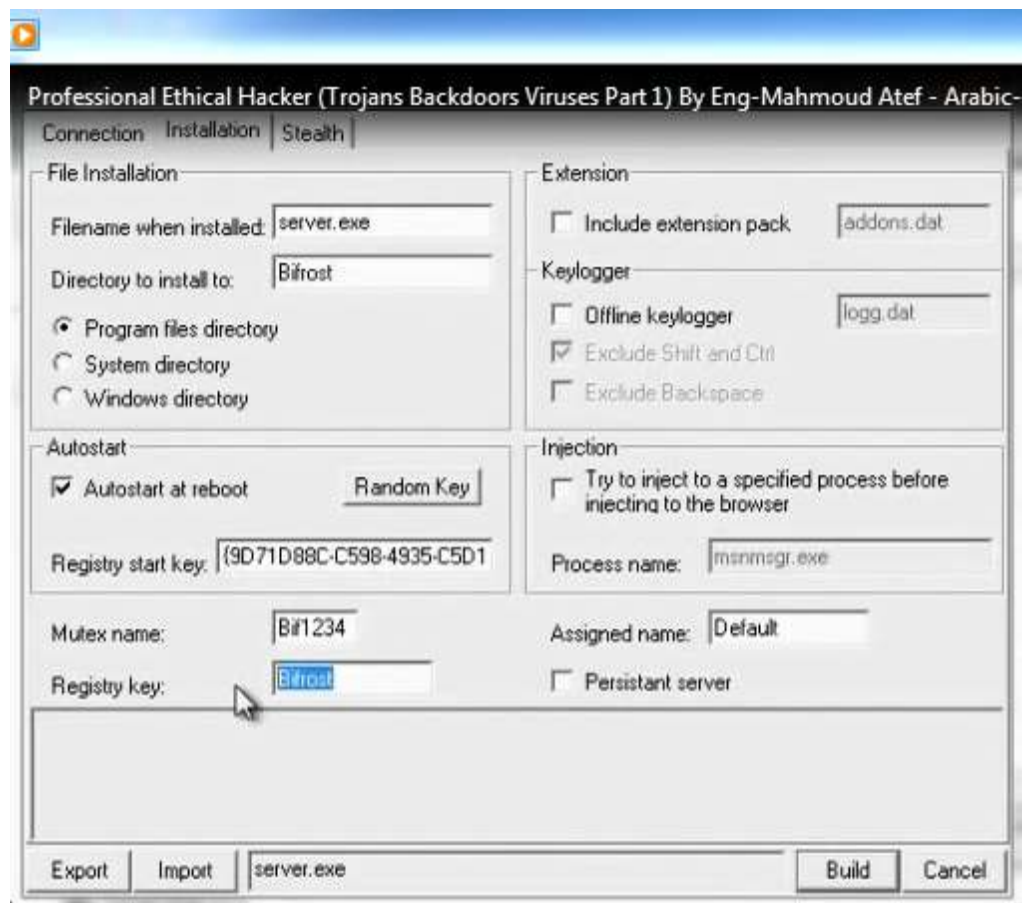 Professional Ethical Hacker (Trojans Backdoors Viruses Part 1) By Eng-Mahmoud Atef - Arabic-
Connection Installation Stealth
File Installation
Filename when installed: server.exe
Directory to install to: Bifrost
Program files directory
System directory
Windows directory
Extension
Include extension pack addons.dat
Keylogger
Offline keylogger logg.dat
Exclude Shift and Ctrl
Exclude Backspace
Autostart
Autostart at reboot Random Key
Registry start key: {9D71D88C-C598-4935-C5D1
Injection
Try to inject to a specified process before
injecting to the browser
Process name: msnmsgr.exe
Mutex name: Bif1234
Registry key: Bifrost
Assigned name: Default
Persistant server
Export Import server.exe Build Cancel